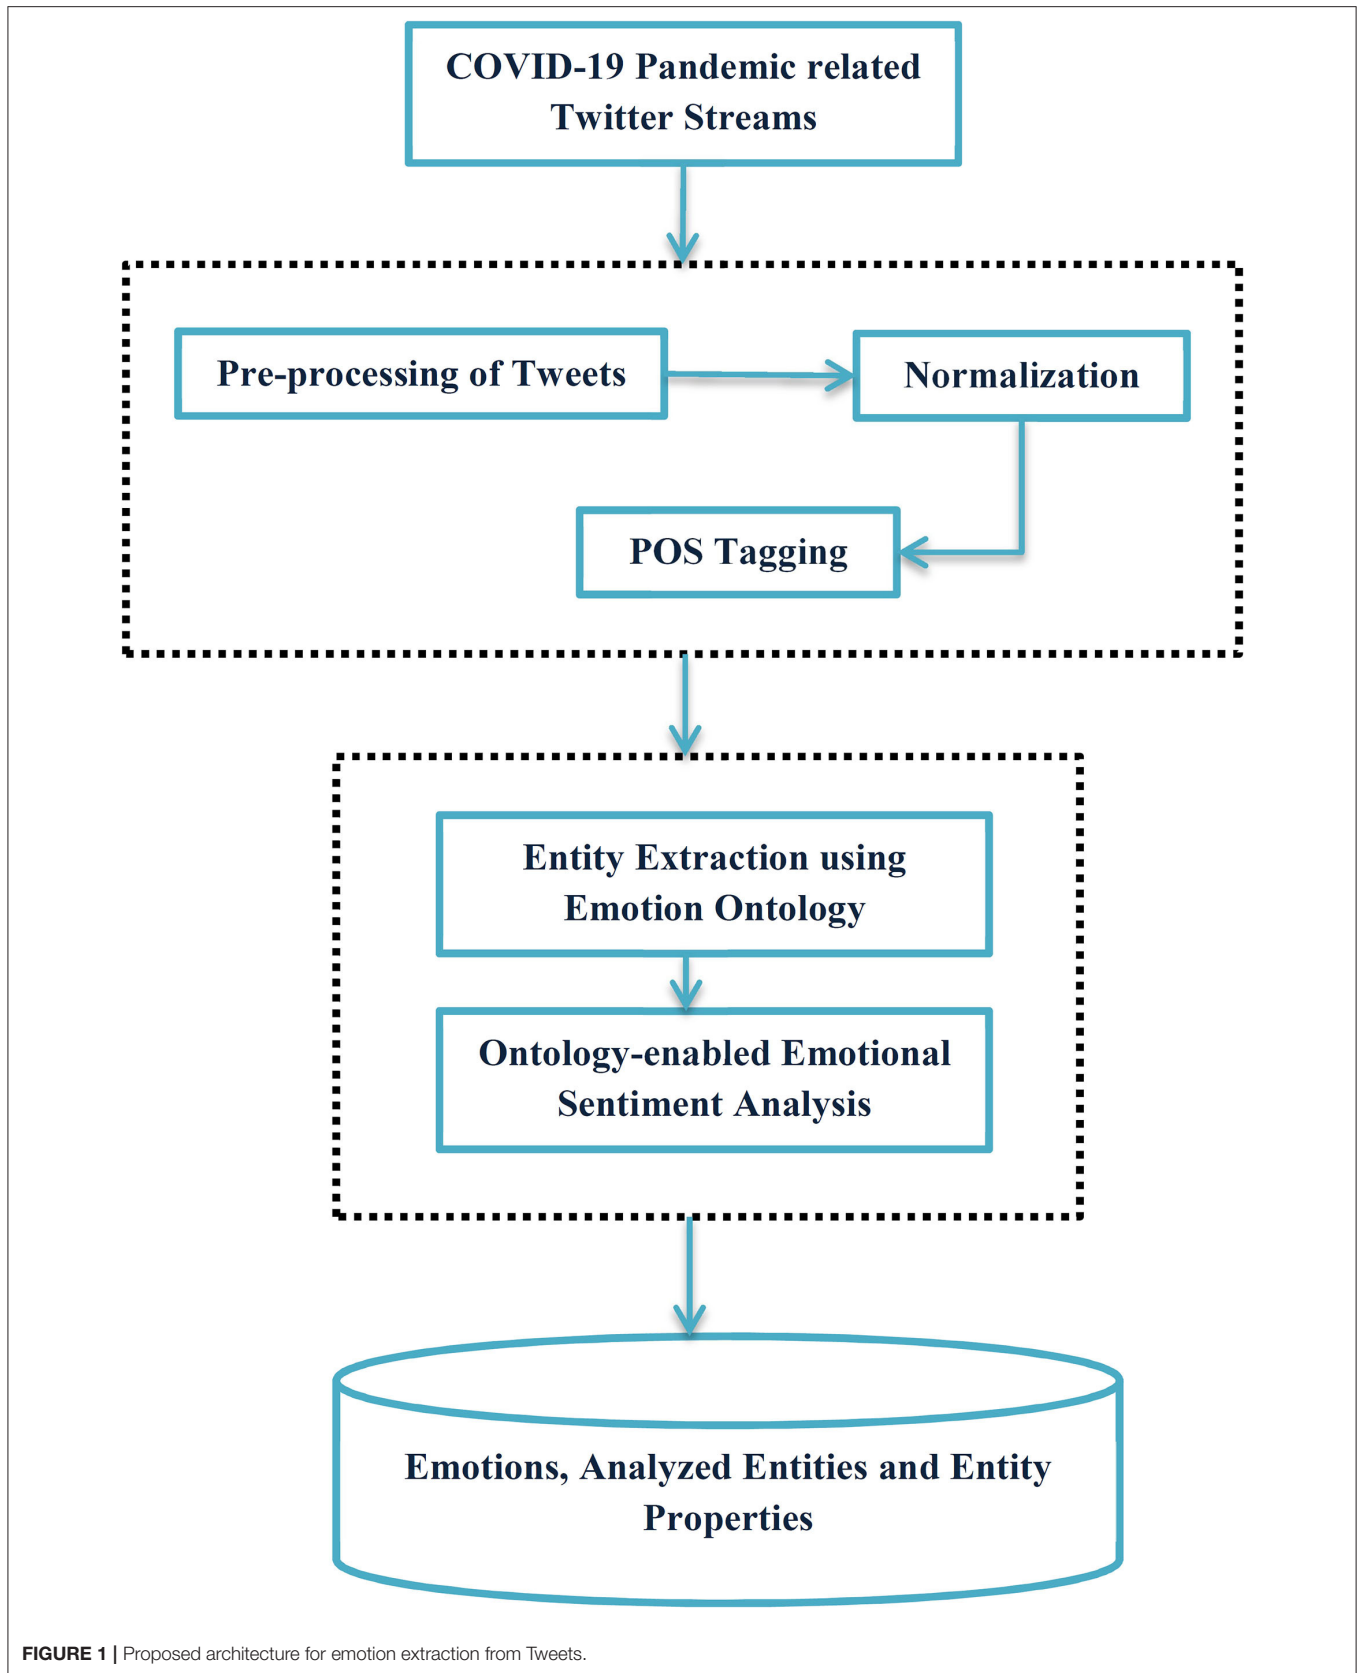 COVID-19 Pandemic related
Twitter Streams
Pre-processing of Tweets
Normalization
POS Tagging
Entity Extraction using
Emotion Ontology
Ontology-enabled Emotional
Sentiment Analysis
Emotions, Analyzed Entities and Entity
Properties
FIGURE 1 | Proposed architecture for emotion extraction from Tweets.